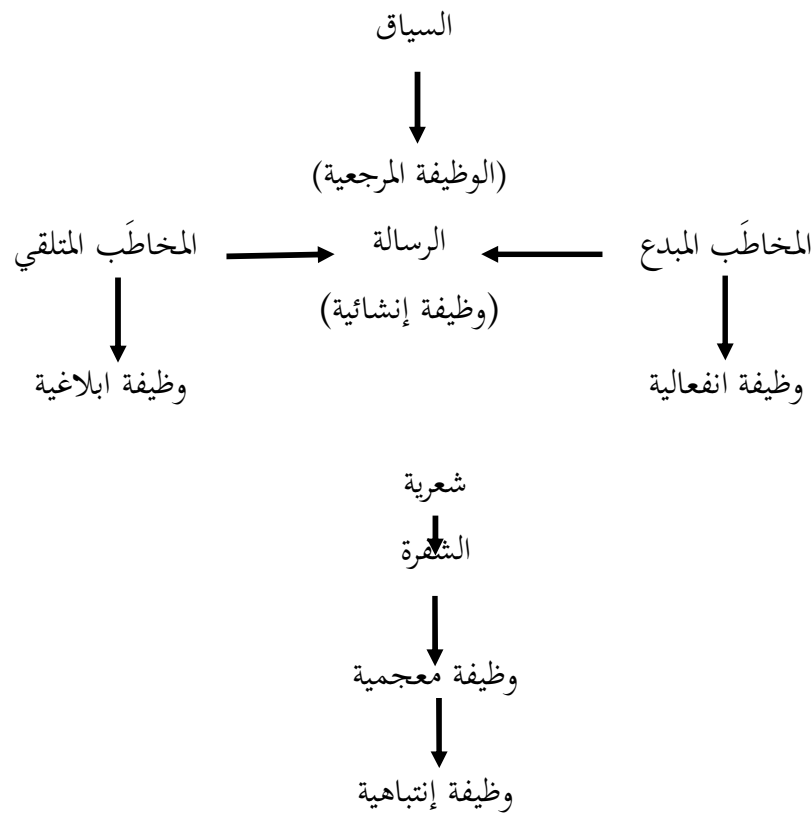 السياق
(الوظيفة المرجعية)
المخاطَب المبدع الرسالة المخاطَب المتلقي
(وظيفة إنشائية)
وظيفة انفعالية وظيفة ابلاغية
شعرية
الشفرة
وظيفة معجمية
وظيفة إنتباهية